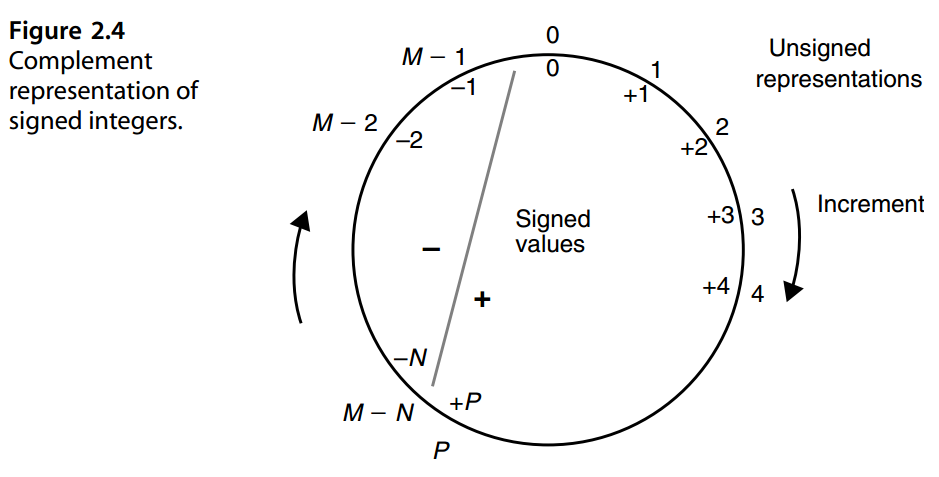 Figure 2.4
Complement
representation of
signed integers.
0
0
M – 1
–1
1
+1
Unsigned
representations
M – 2
–2
2
+2
Increment
+3 3
Signed
values
–
+
+4 4
–N
M – N
+P
P